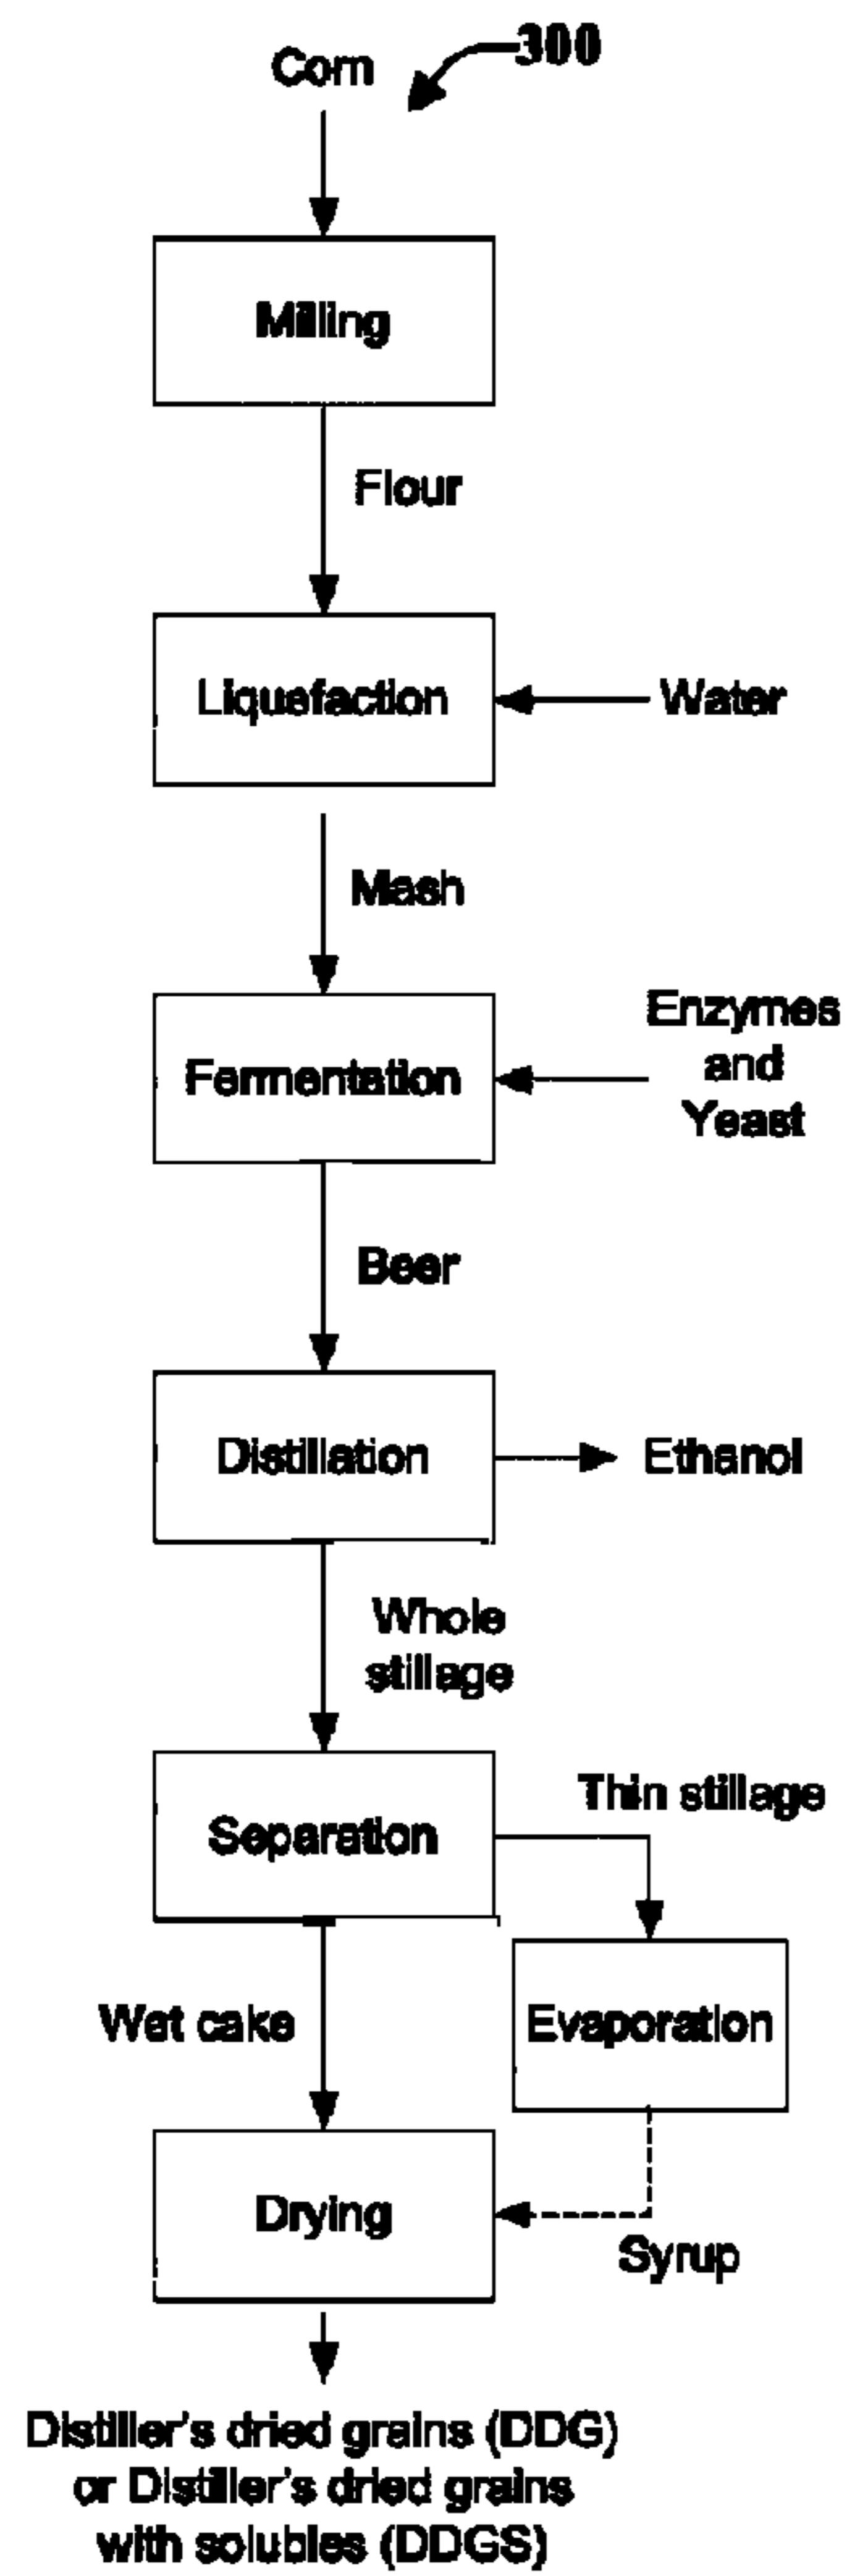 Corn
300
Milling
Flour
Liquefaction
Water
Mash
Enzymes
and
Yeast
Fermentation
Beer
Distillation
Ethanol
Whole
stillage
Thin stillage
Separation
Wet cake
Evaporation
Drying
Syrup
Distiller's dried grains (DDG)
or Distiller's dried grains
with solubles (DDGS)